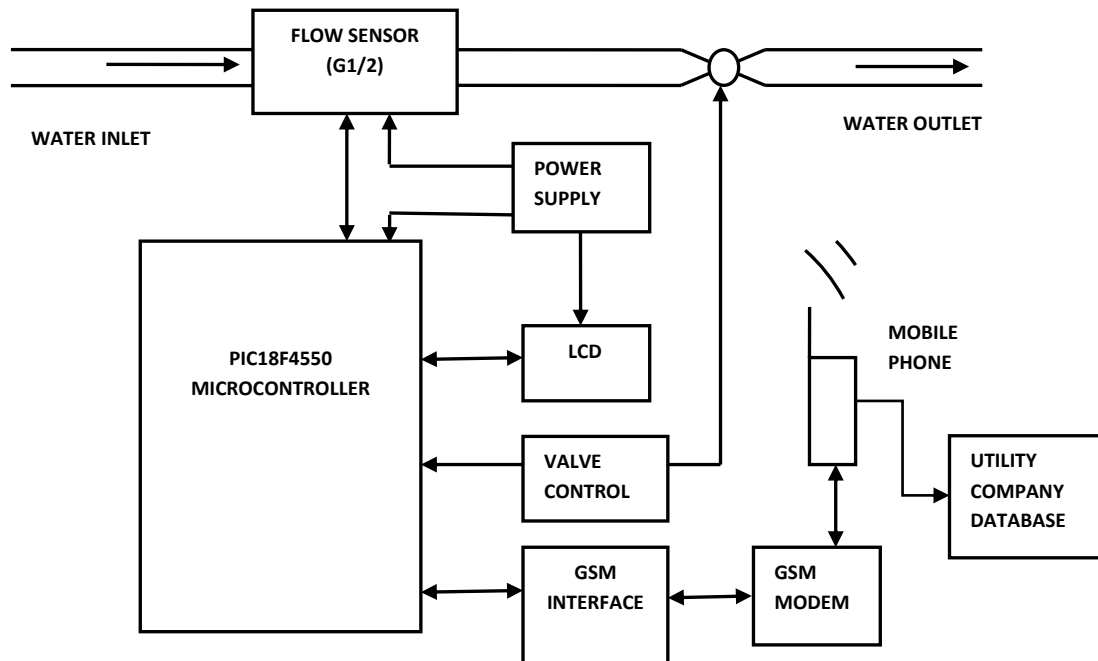 FLOW SENSOR
(G1/2)
WATER INLET
WATER OUTLET
POWER
SUPPLY
PIC18F4550
MICROCONTROLLER
LCD
MOBILE
PHONE
VALVE
CONTROL
UTILITY
COMPANY
DATABASE
GSM
INTERFACE
GSM
MODEM